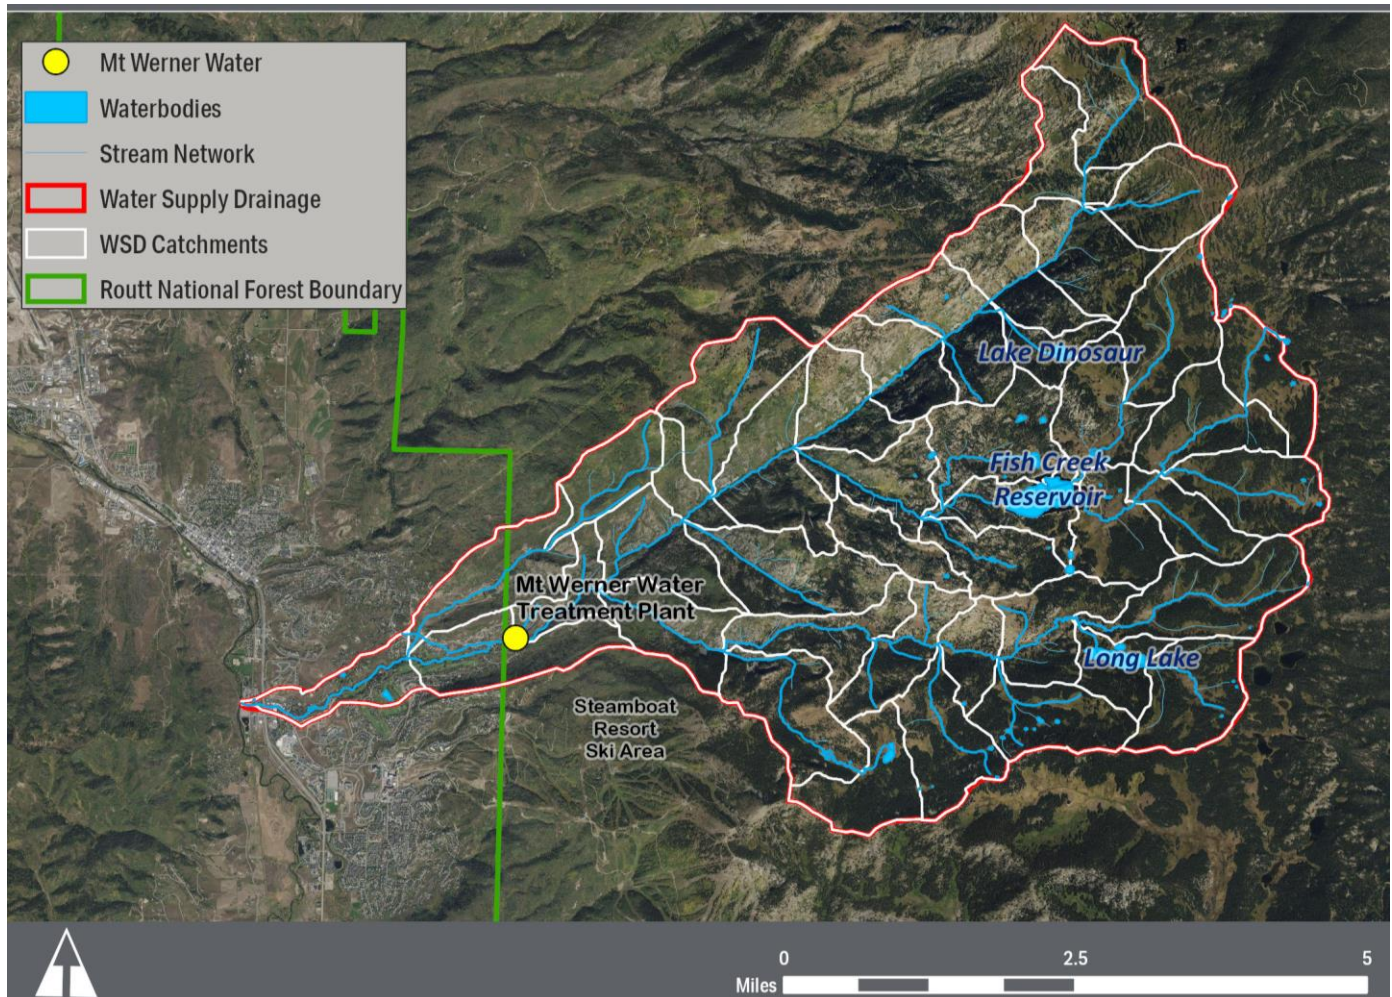 Mt Werner Water
Waterbodies
Stream Network
Water Supply Drainage
WSD Catchments
Routt National Forest Boundary
Lake Dinosaur
Fish Creek
Reservoir
Mt Werner Water
Treatment Plant
Long Lake
Steamboat
Resort
Ski Area
0 2.5 5
Miles